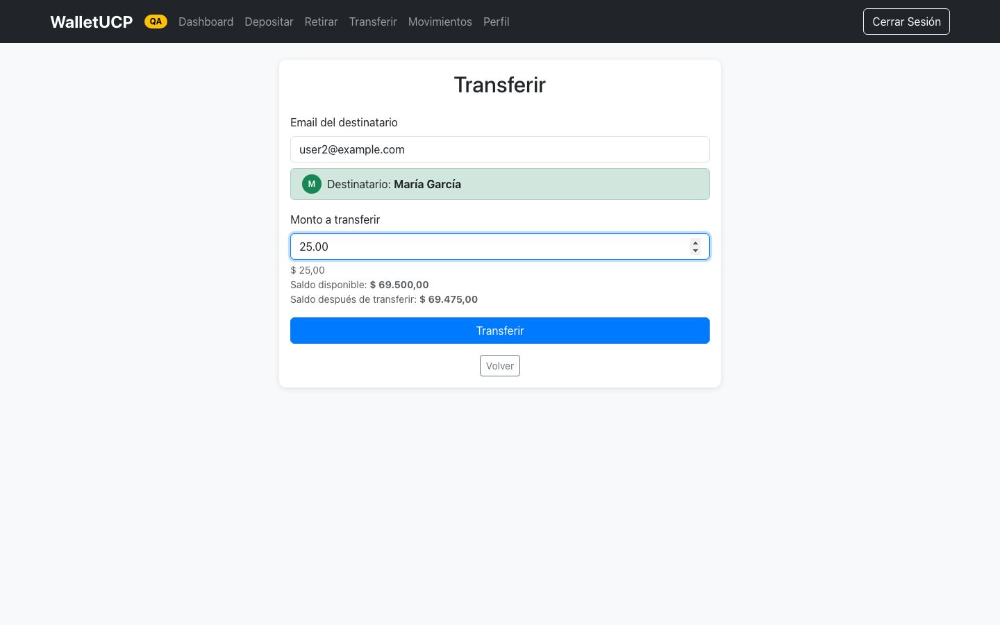 WalletUCP QA Dashboard Depositar Retirar Transferir Movimientos Perfil Cerrar Sesión
Transferir
Email del destinatario
user2@example.com
M Destinatario: María García
Monto a transferir
25.00
$ 25,00
Saldo disponible: $ 69.500,00
Saldo después de transferir: $ 69.475,00
Transferir
Volver